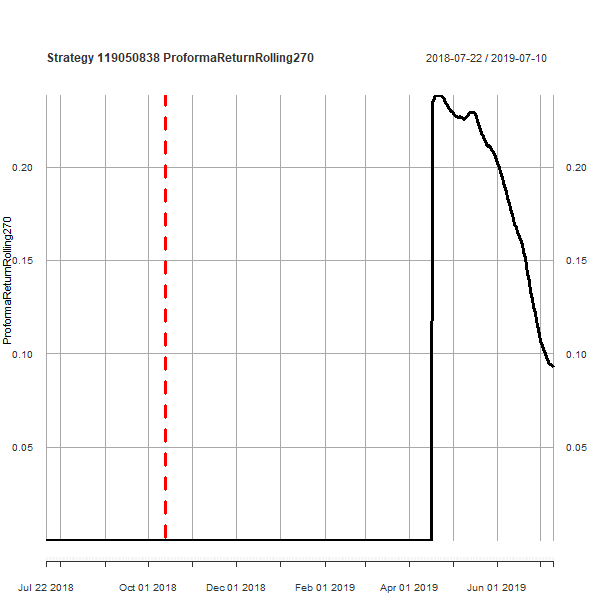 Strategy 119050838 ProformaReturnRolling270
2018-07-22 / 2019-07-10
ProformaReturnRolling270
0.20
0.15
0.10
0.05
0.20
0.15
0.10
0.05
Jul 22 2018
Oct 01 2018
Dec 01 2018
Feb 01 2019
Apr 01 2019
Jun 01 2019